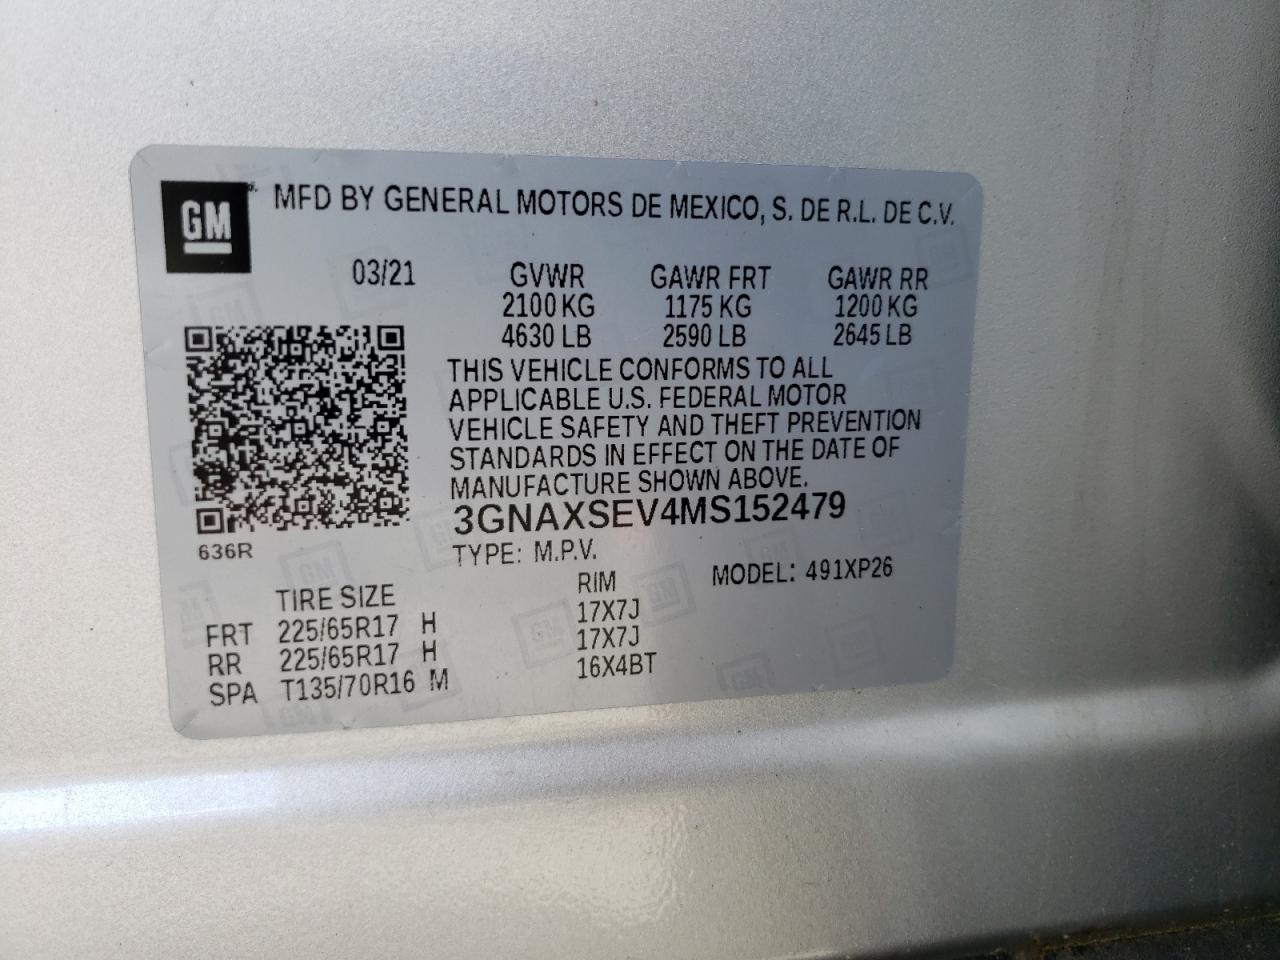 GM
MFD BY GENERAL MOTORS DE MEXICO, S. DE R.L. DE C.V.
03/21 GVWR GAWR FRT GAWR RR
2100 KG 1175 KG 1200 KG
4630 LB 2590 LB 2645 LB
THIS VEHICLE CONFORMS TO ALL
APPLICABLE U.S. FEDERAL MOTOR
VEHICLE SAFETY AND THEFT PREVENTION
STANDARDS IN EFFECT ON THE DATE OF
MANUFACTURE SHOWN ABOVE.
3GNAXSEV4MS152479
636R
TYPE: M.P.V. MODEL: 491XP26
TIRE SIZE RIM
FRT 225/65R17 H 17X7J
RR 225/65R17 H 17X7J
SPA T135/70R16 M 16X4BT